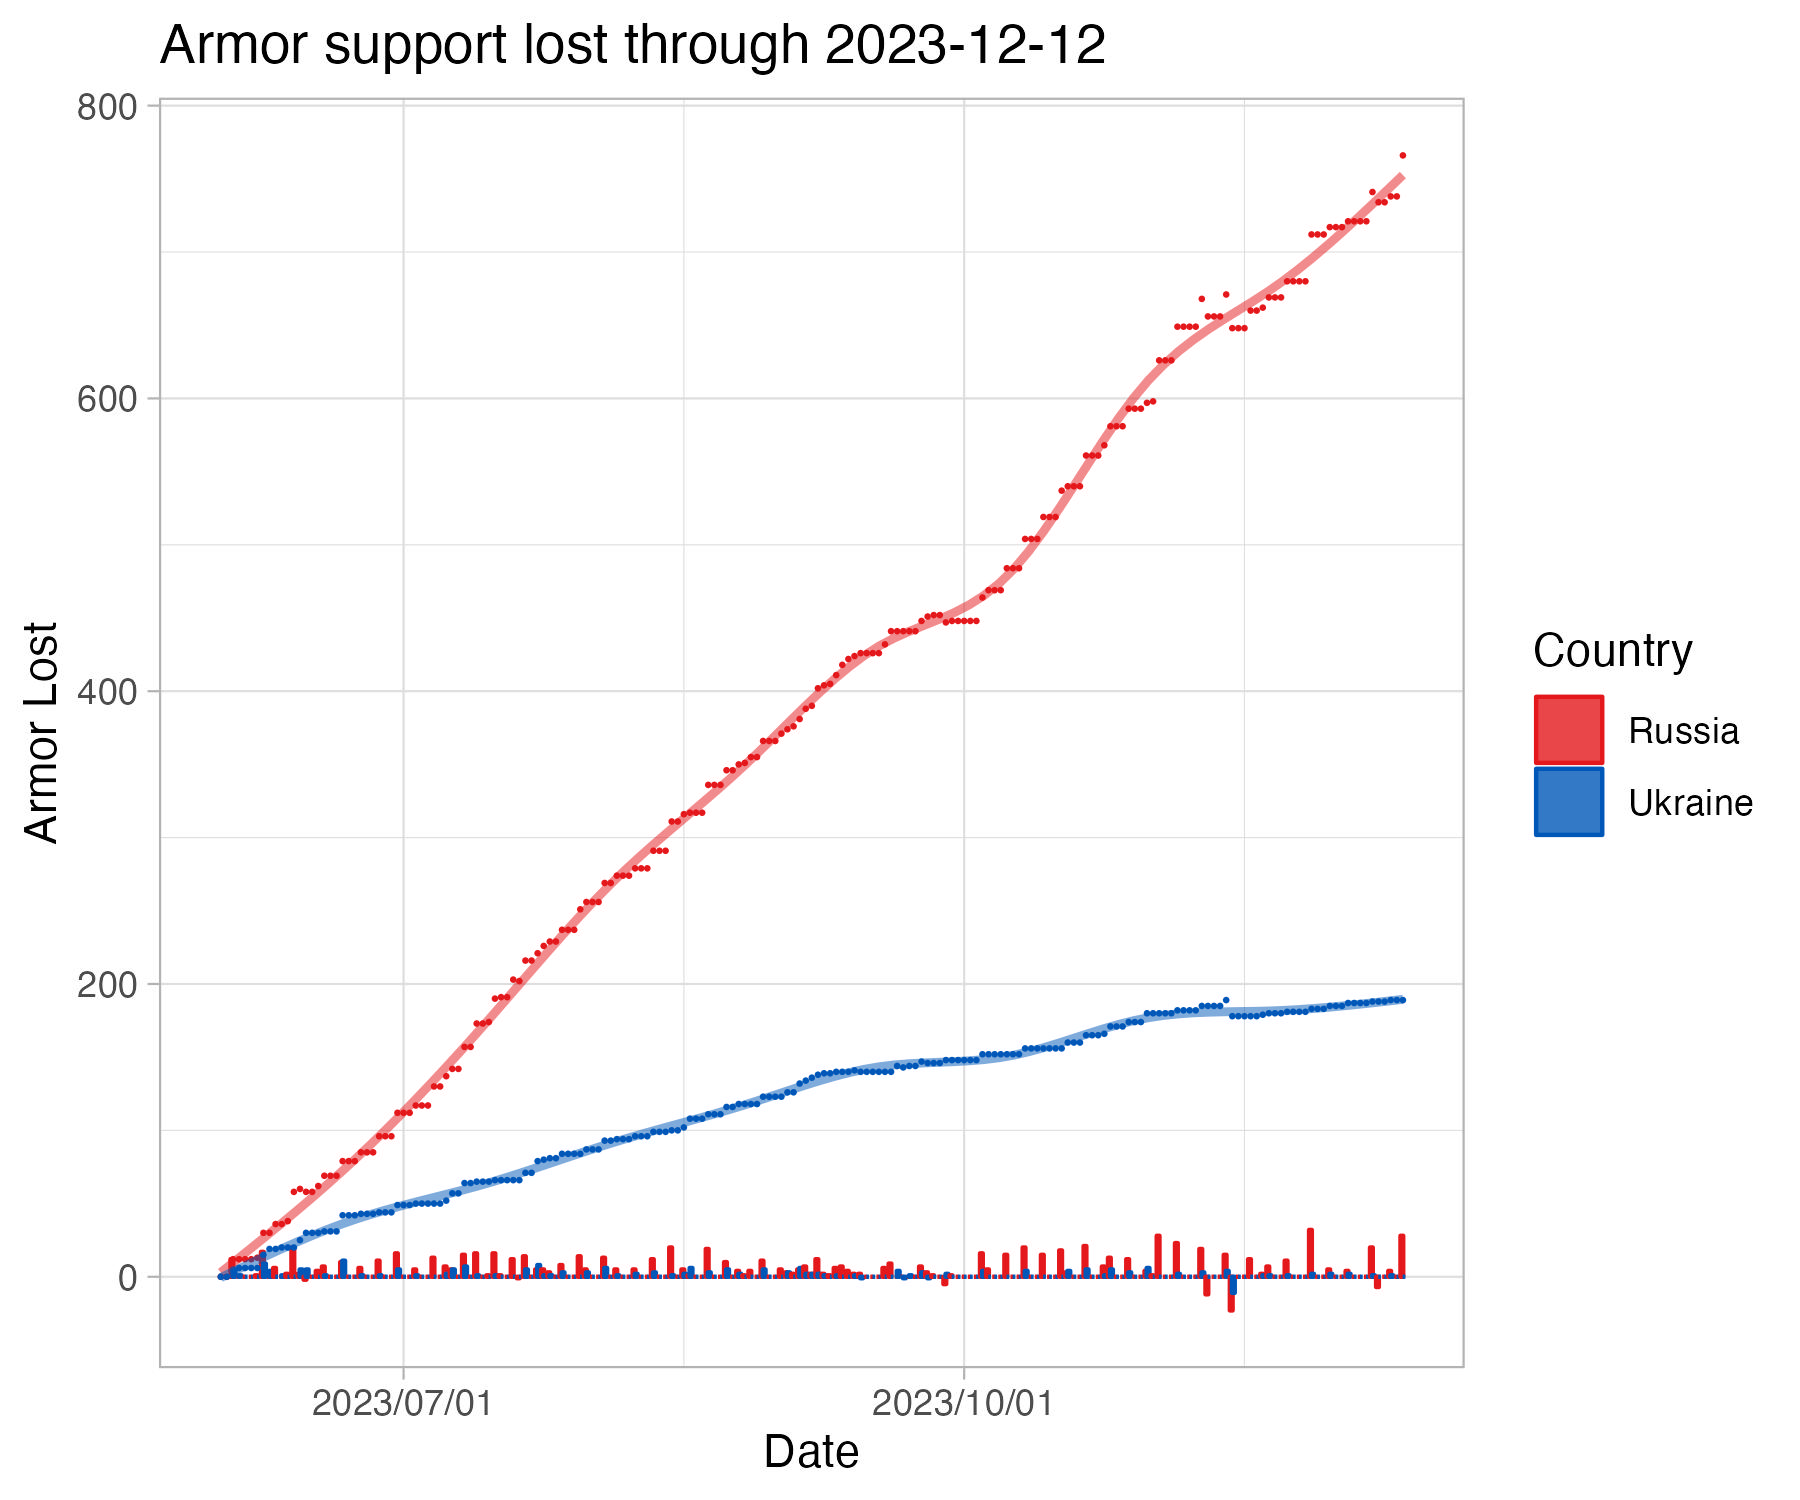 Armor support lost through 2023-12-12
800
600
400
200
0
Armor Lost
2023/07/01
2023/10/01
Date
Country
Russia
Ukraine